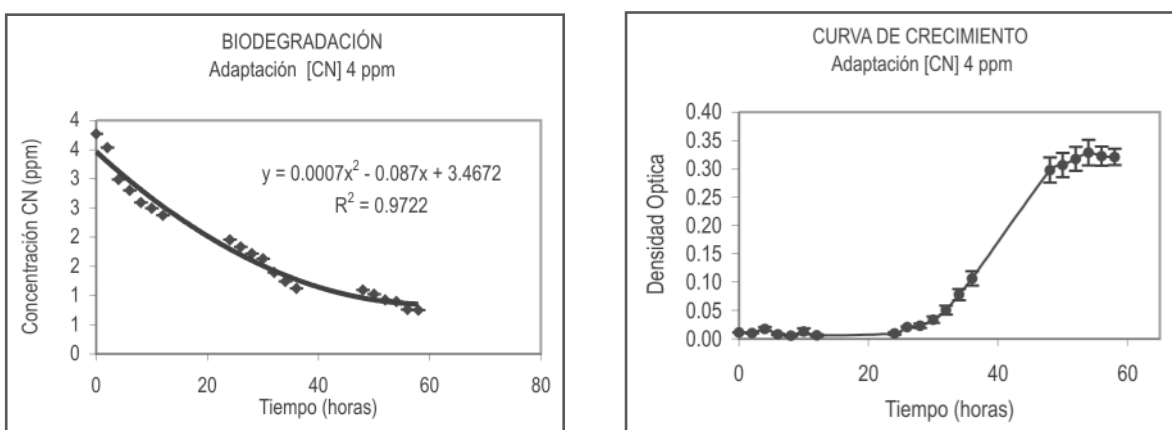 BIODEGRADACIÓN
Adaptación [CN] 4 ppm
Concentración CN (ppm)
4
4
3
3
2
2
1
1
0
y = 0.0007x² - 0.087x + 3.4672
R² = 0.9722
0 20 40 60 80
Tiempo (horas)
CURVA DE CRECIMIENTO
Adaptación [CN] 4 ppm
Densidad Optica
0.40
0.35
0.30
0.25
0.20
0.15
0.10
0.05
0.00
0 20 40 60
Tiempo (horas)